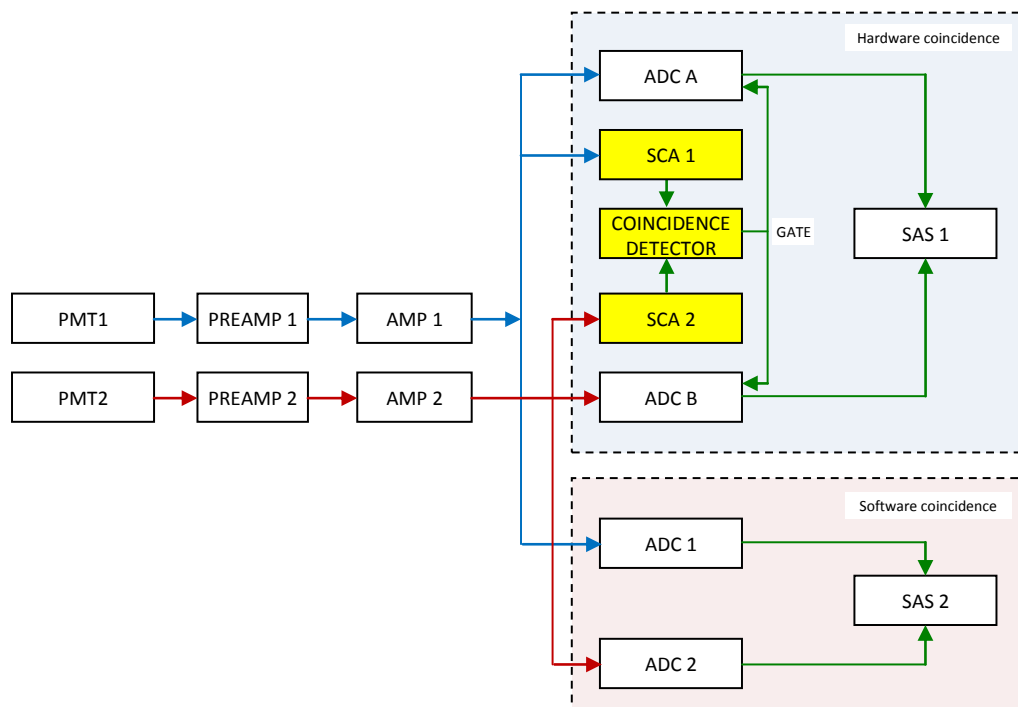 Hardware coincidence
ADC A
SCA 1
COINCIDENCE
DETECTOR
GATE
SAS 1
PMT1
PREAMP 1
AMP 1
SCA 2
PMT2
PREAMP 2
AMP 2
ADC B
Software coincidence
ADC 1
SAS 2
ADC 2